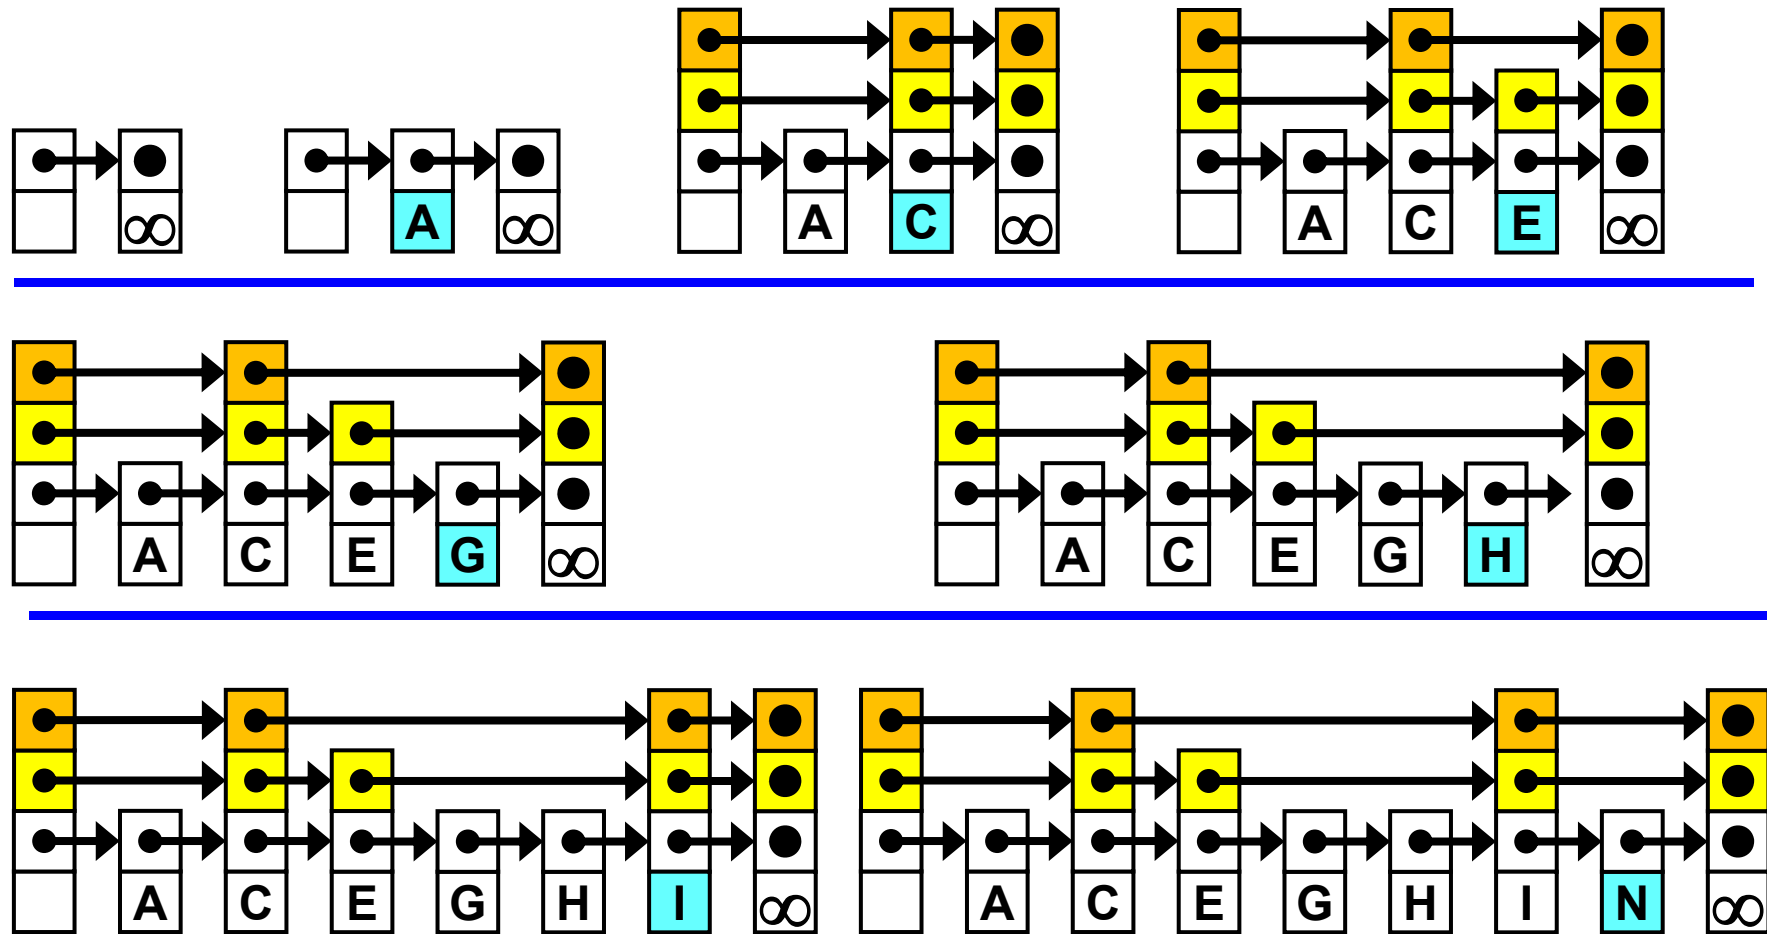 ∞ A ∞ A C ∞ A C E ∞
A C E G ∞ A C E G H ∞
A C E G H I ∞ A C E G H I N ∞